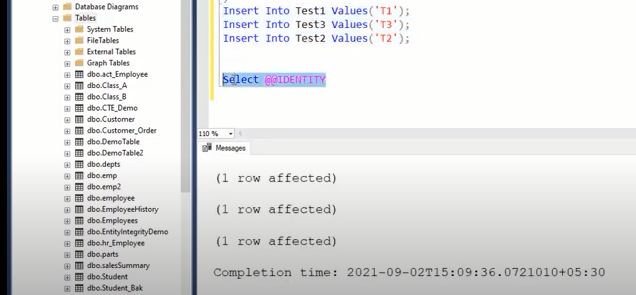 Database Diagrams
Tables
System Tables
FileTables
External Tables
Graph Tables
dbo.act_Employee
dbo.Class_A
dbo.Class_B
dbo.CTE_Demo
dbo.Customer
dbo.Customer_Order
dbo.DemoTable
dbo.DemoTable2
dbo.depts
dbo.emp
dbo.emp2
dbo.employee
dbo.EmployeeHistory
dbo.Employees
dbo.EntityIntegrityDemo
dbo.hr_Employee
dbo.parts
dbo.salesSummary
dbo.Student
dbo.Student_Bak
Insert Into Test1 Values('T1');
Insert Into Test3 Values('T3');
Insert Into Test2 Values('T2');
Select @@IDENTITY
110 %
Messages
(1 row affected)
(1 row affected)
(1 row affected)
Completion time: 2021-09-02T15:09:36.0721010+05:30